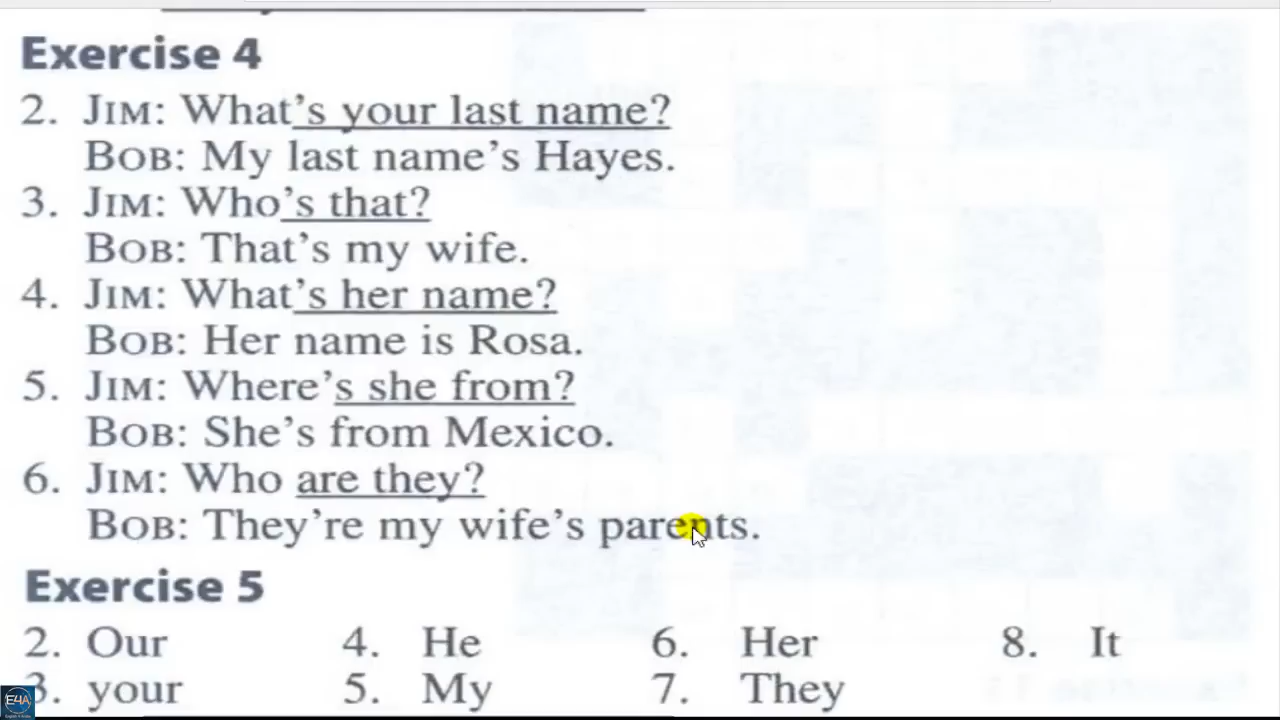 Exercise 4
2. JIM: What's your last name?
BOB: My last name's Hayes.
3. JIM: Who's that?
BOB: That's my wife.
4. JIM: What's her name?
BOB: Her name is Rosa.
5. JIM: Where's she from?
BOB: She's from Mexico.
6. JIM: Who are they?
BOB: They're my wife's parents.
Exercise 5
2. Our 4. He 6. Her 8. It
3. your 5. My 7. They
E4A